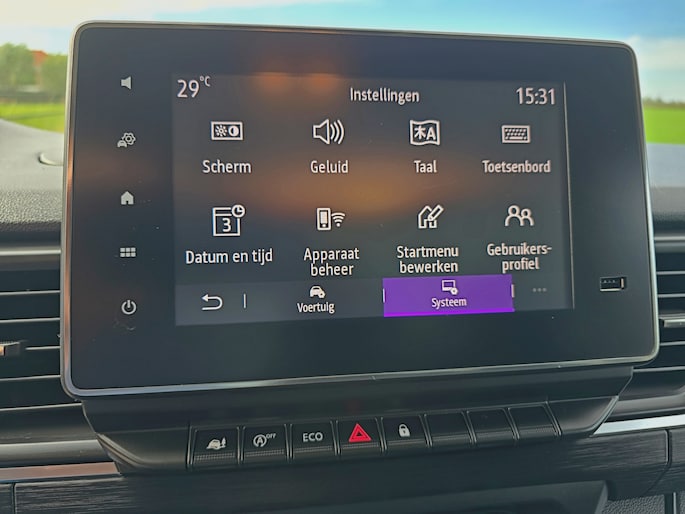 29°C
Instellingen
15:31
Scherm
Geluid
Taal
Toetsenbord
Datum en tijd
Apparaat
beheer
Startmenu
bewerken
Gebruikers-
profiel
Voertuig
Systeem
OFF
ECO